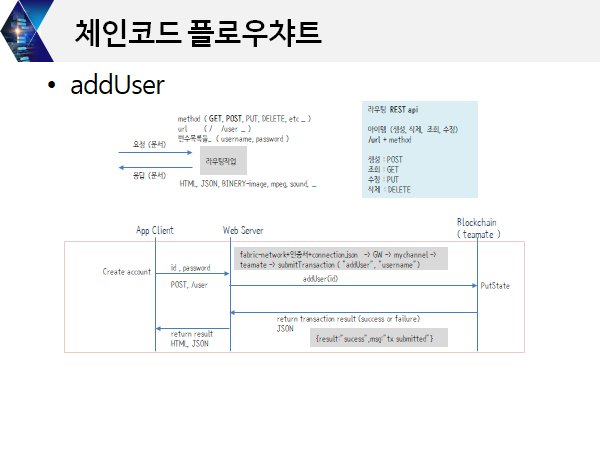 체인코드 플로우챠트
• addUser
method ( GET, POST, PUT, DELETE, etc _ )
url ( / /user _ )
변수목록들_ ( username, password )
요청 (문서)
라우팅작업
응답 (문서)
HTML, JSON, BINERY-image, mpeg, sound, _
라우팅 REST api
아이템 (생성, 삭제, 조회, 수정)
/url + method
생성 : POST
조회 : GET
수정 : PUT
삭제 : DELETE
App Client
Web Server
Blockchain
( teamate )
fabric-network+인증서+connection.json -> GW -> mychannel ->
teamate -> submitTransaction ( "addUser", "username")
Create account
id , password
POST, /user
addUser(id)
PutState
return transaction result (success or failure)
JSON
return result
HTML, JSON
{result:"sucess",msg:"tx submitted"}